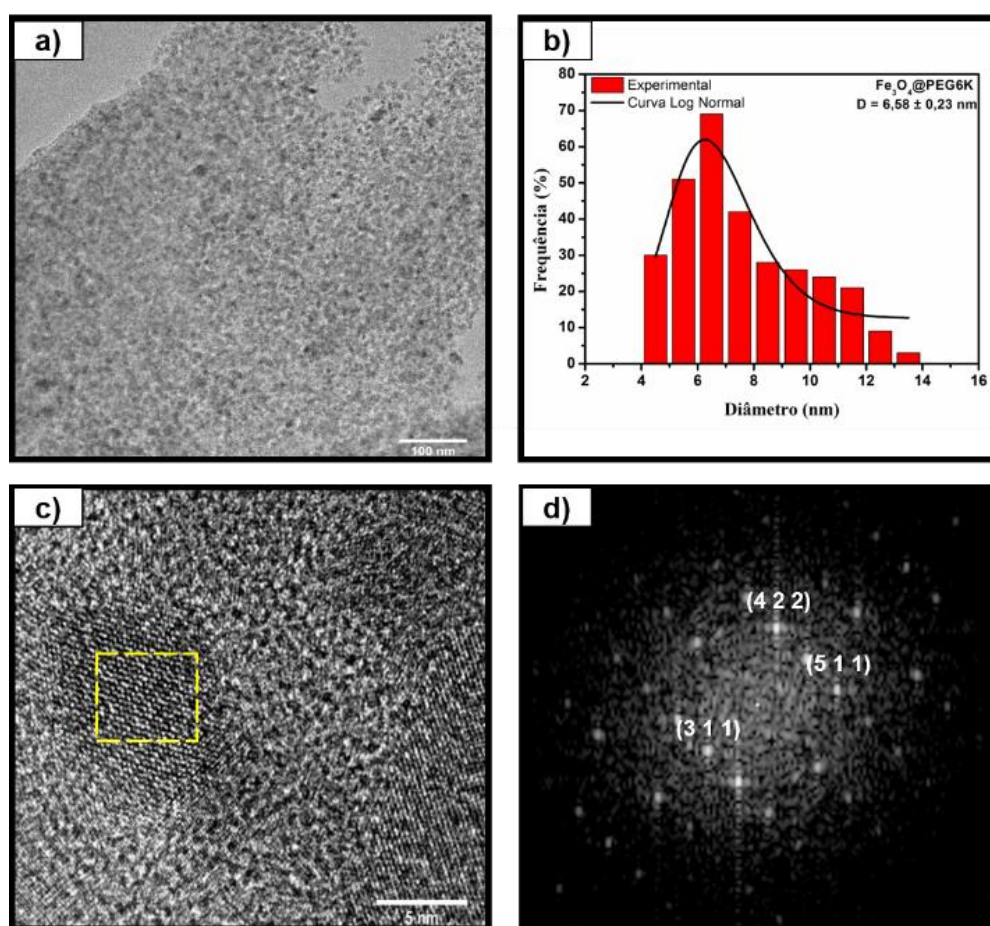 a)
100 nm
b)
Experimental
Curva Log Normal
Fe₃O₄@PEG6K
D = 6,58 ± 0,23 nm
80
70
60
50
40
30
20
10
0
Frequência (%)
2 4 6 8 10 12 14 16
Diâmetro (nm)
c)
5 nm
d)
(4 2 2)
(5 1 1)
(3 1 1)